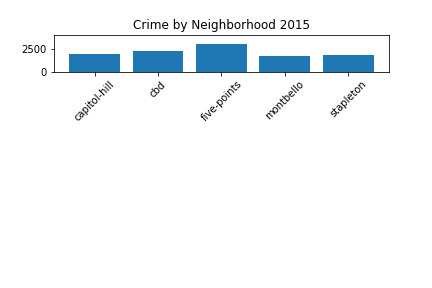 Crime by Neighborhood 2015
2500
0
capitol-hill
cbd
five-points
montbello
stapleton